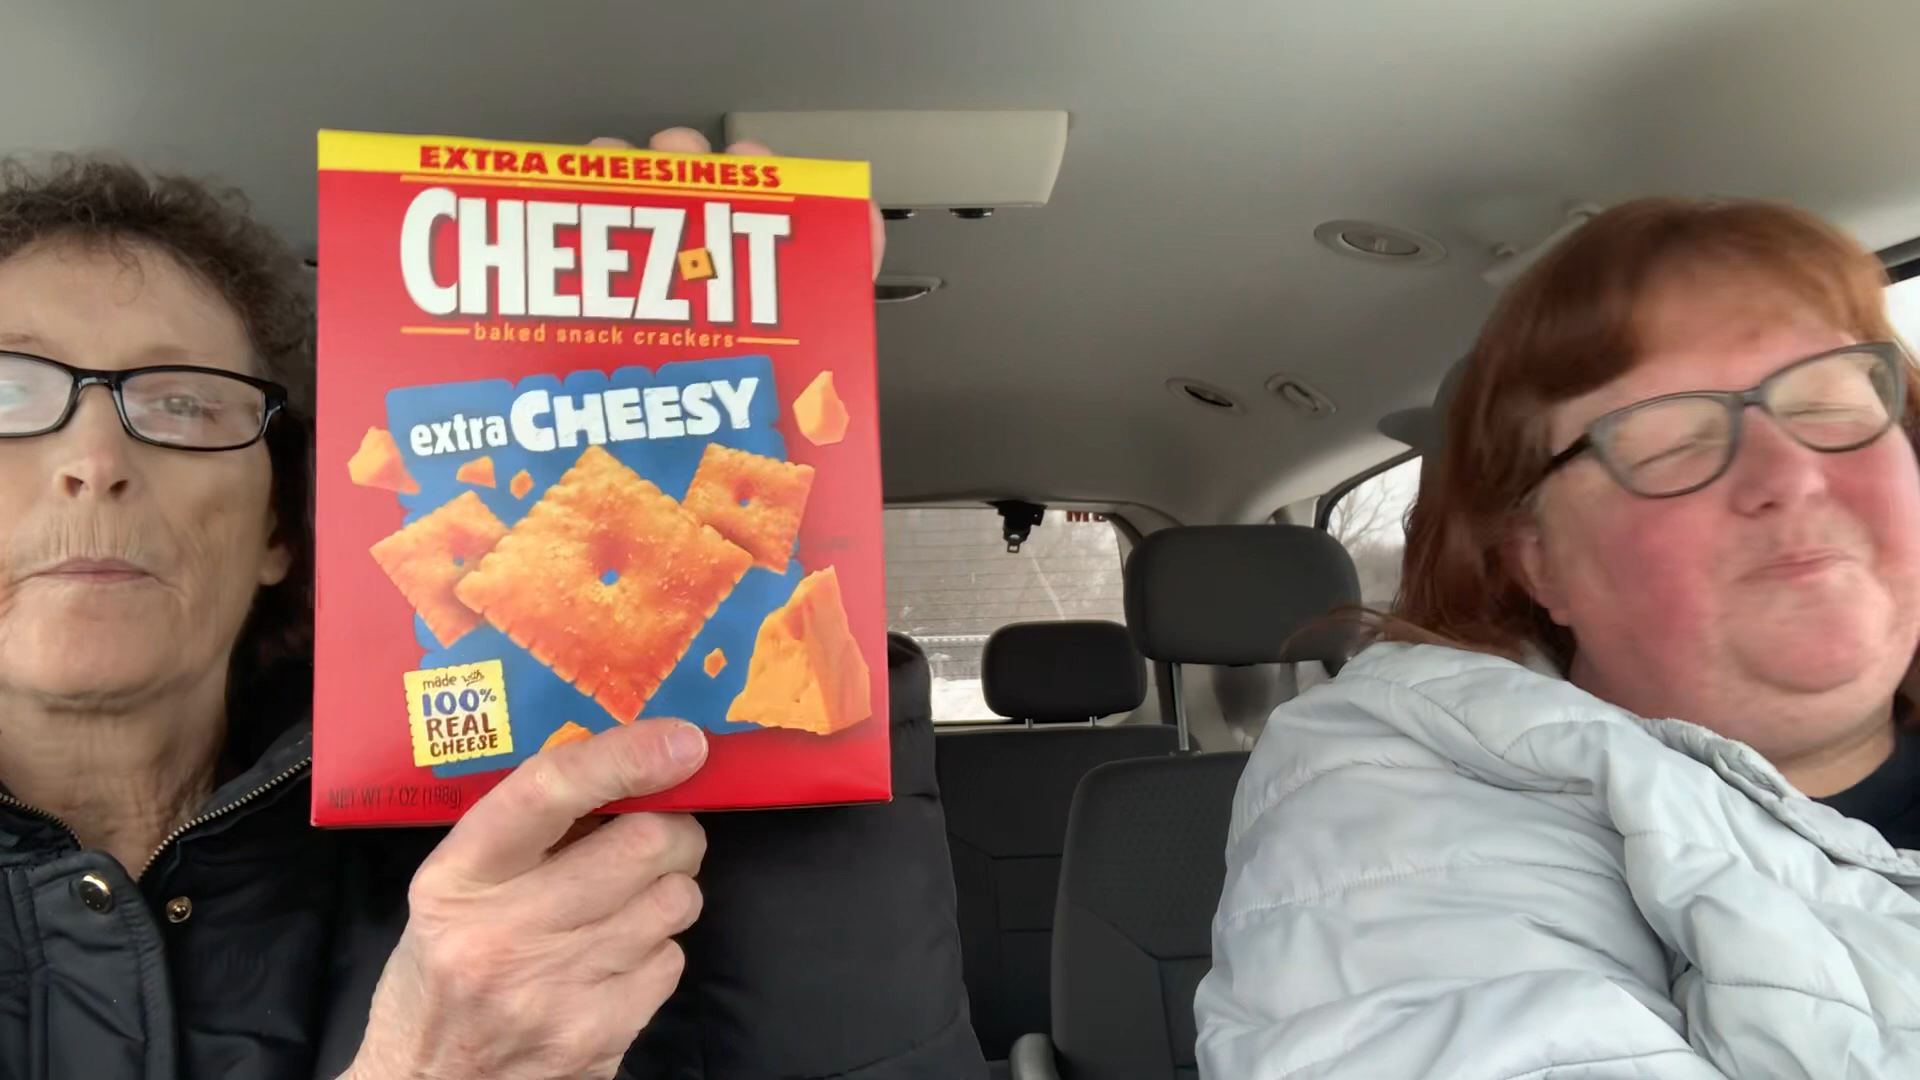 EXTRA CHEESINESS
CHEEZ-IT
baked snack crackers
extra CHEESY
made with
100%
REAL
CHEESE
NET WT 7 OZ (198g)